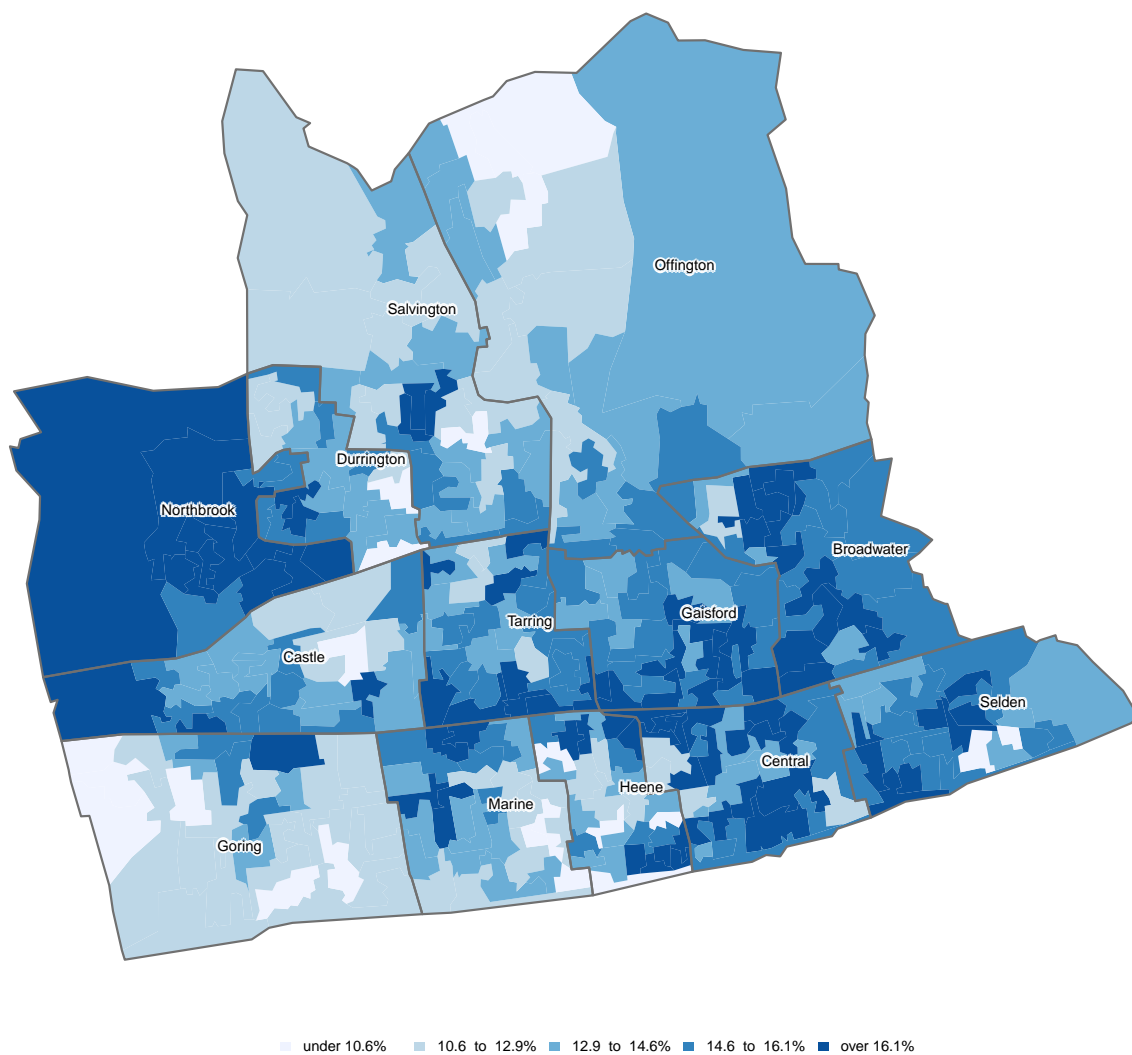 Offington
Salvington
Durrington
Northbrook
Broadwater
Gaisford
Tarring
Castle
Selden
Central
Heene
Marine
Goring
under 10.6% 10.6 to 12.9% 12.9 to 14.6% 14.6 to 16.1% over 16.1%